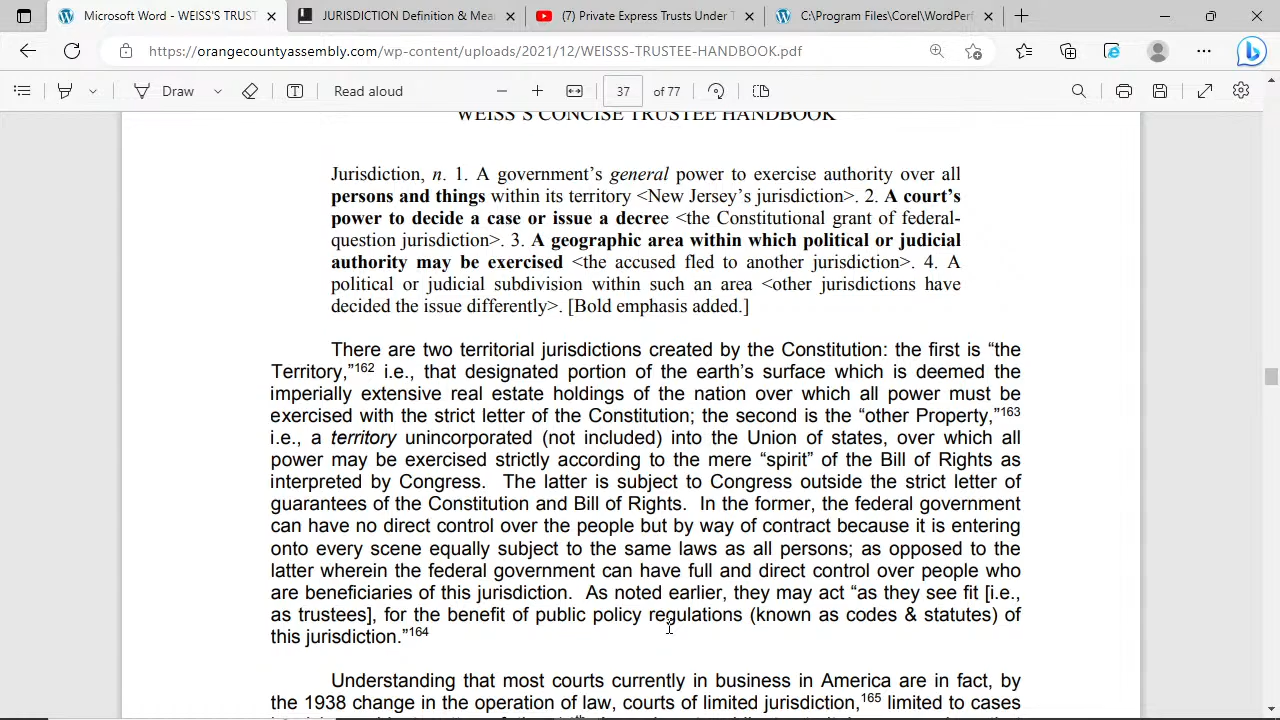 Microsoft Word - WEISS'S TRUST
JURISDICTION Definition & Mea
(7) Private Express Trusts Under T
C:\Program Files\Corel\WordPerf
https://orangecountyassembly.com/wp-content/uploads/2021/12/WEISSS-TRUSTEE-HANDBOOK.pdf
Draw
Read aloud
37
of 77
WEISS'S CONCISE TRUSTEE HANDBOOK
Jurisdiction, n. 1. A government's general power to exercise authority over all
persons and things within its territory <New Jersey's jurisdiction>. 2. A court's
power to decide a case or issue a decree <the Constitutional grant of federal-
question jurisdiction>. 3. A geographic area within which political or judicial
authority may be exercised <the accused fled to another jurisdiction>. 4. A
political or judicial subdivision within such an area <other jurisdictions have
decided the issue differently>. [Bold emphasis added.]
There are two territorial jurisdictions created by the Constitution: the first is “the
Territory,”162 i.e., that designated portion of the earth's surface which is deemed the
imperially extensive real estate holdings of the nation over which all power must be
exercised with the strict letter of the Constitution; the second is the “other Property,”163
i.e., a territory unincorporated (not included) into the Union of states, over which all
power may be exercised strictly according to the mere “spirit” of the Bill of Rights as
interpreted by Congress. The latter is subject to Congress outside the strict letter of
guarantees of the Constitution and Bill of Rights. In the former, the federal government
can have no direct control over the people but by way of contract because it is entering
onto every scene equally subject to the same laws as all persons; as opposed to the
latter wherein the federal government can have full and direct control over people who
are beneficiaries of this jurisdiction. As noted earlier, they may act “as they see fit [i.e.,
as trustees], for the benefit of public policy regulations (known as codes & statutes) of
this jurisdiction.”164
Understanding that most courts currently in business in America are in fact, by
the 1938 change in the operation of law, courts of limited jurisdiction,165 limited to cases